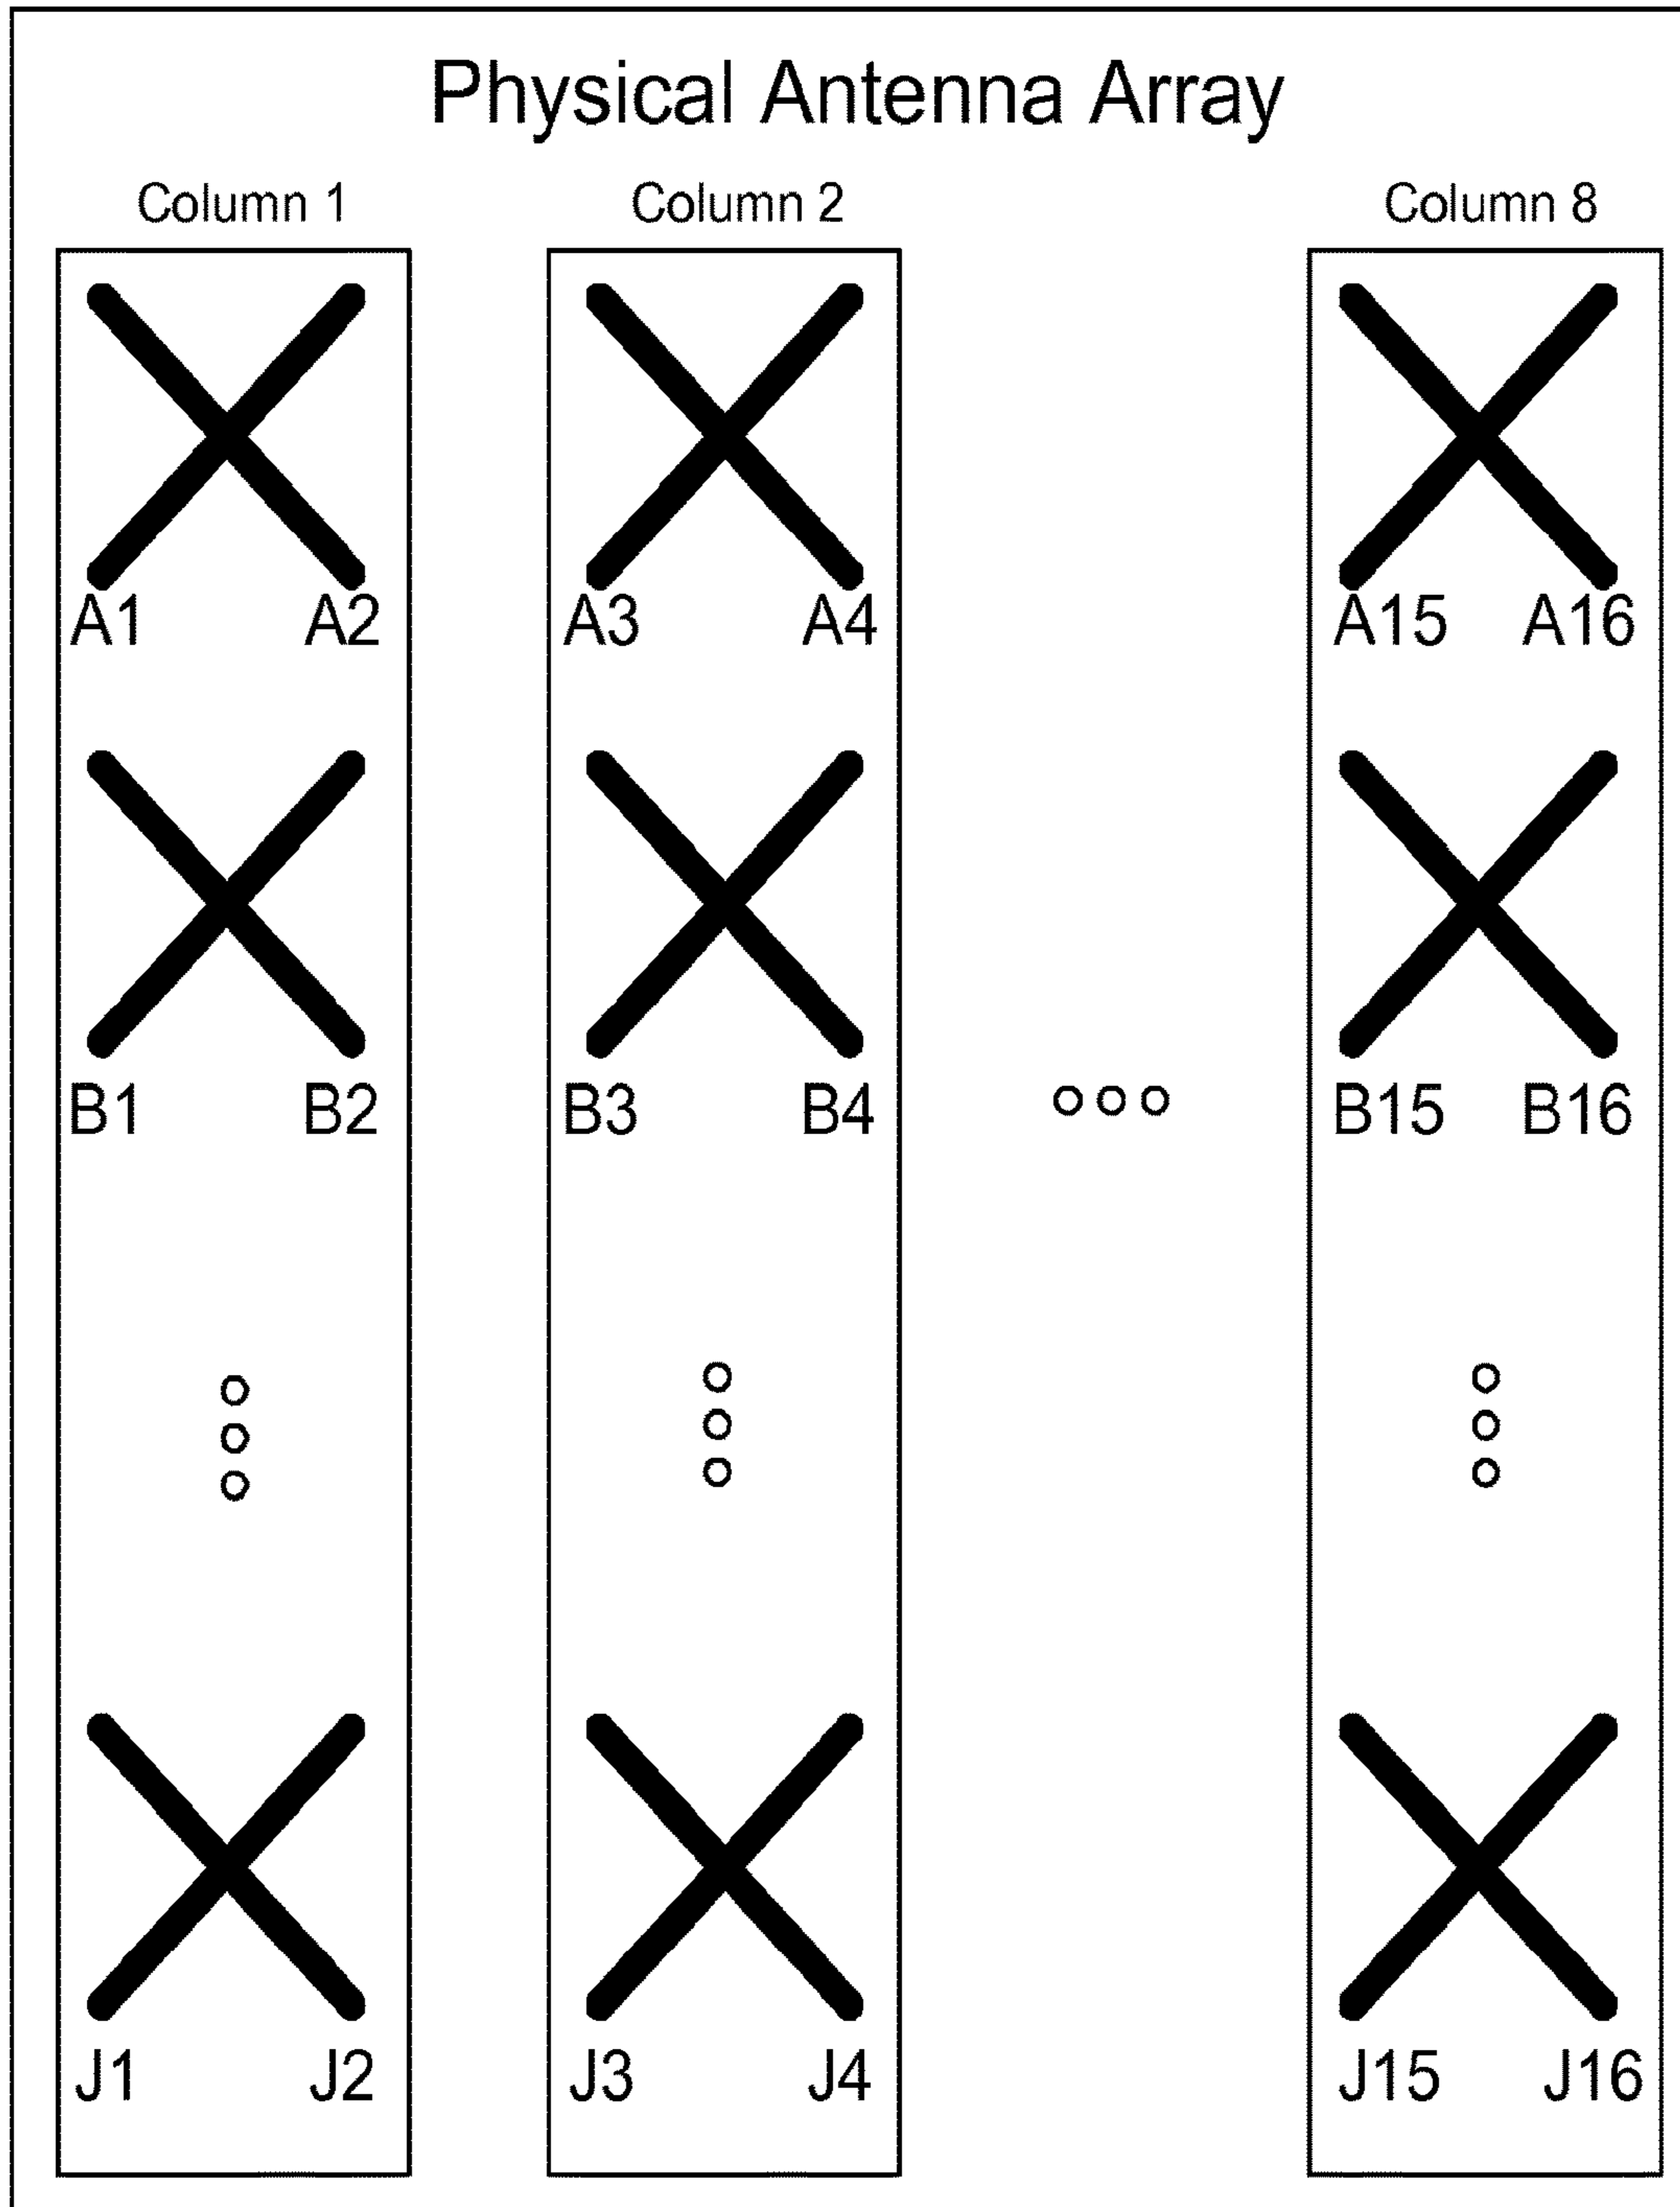 Physical Antenna Array
Column 1 Column 2 Column 8
A1 A2 A3 A4 A15 A16
B1 B2 B3 B4 B15 B16
J1 J2 J3 J4 J15 J16